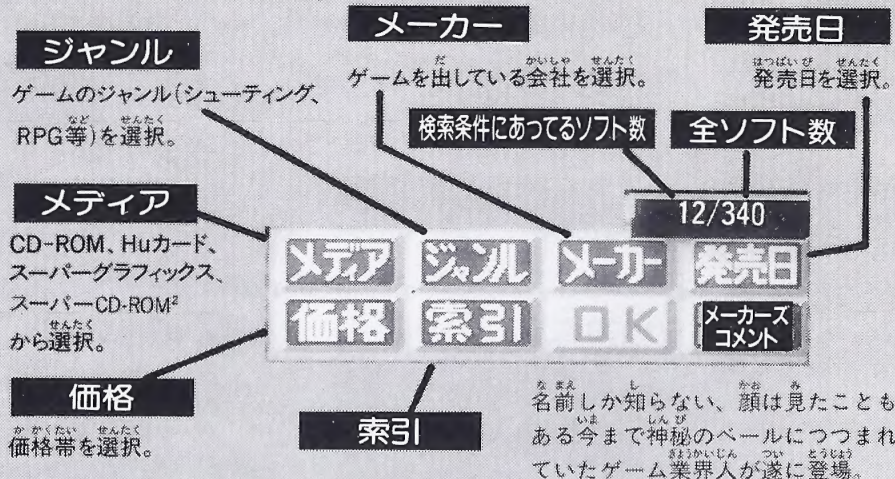 ジャンル
ゲームのジャンル(シューティング、
RPG等)を選択。
メーカー
ゲームを出している会社を選択。
発売日
発売日を選択。
検索条件にあってるソフト数
全ソフト数
12/340
メディア
CD-ROM、Huカード、
スーパーグラフィックス、
スーパーCD-ROM²
から選択。
メディア ジャンル メーカー 発売日
価格 索引 OK メーカーズ
コメント
価格
価格帯を選択。
索引
名前しか知らない、顔は見たことも
ある今まで神秘のベールにつつまれ
ていたゲーム業界人が遂に登場。